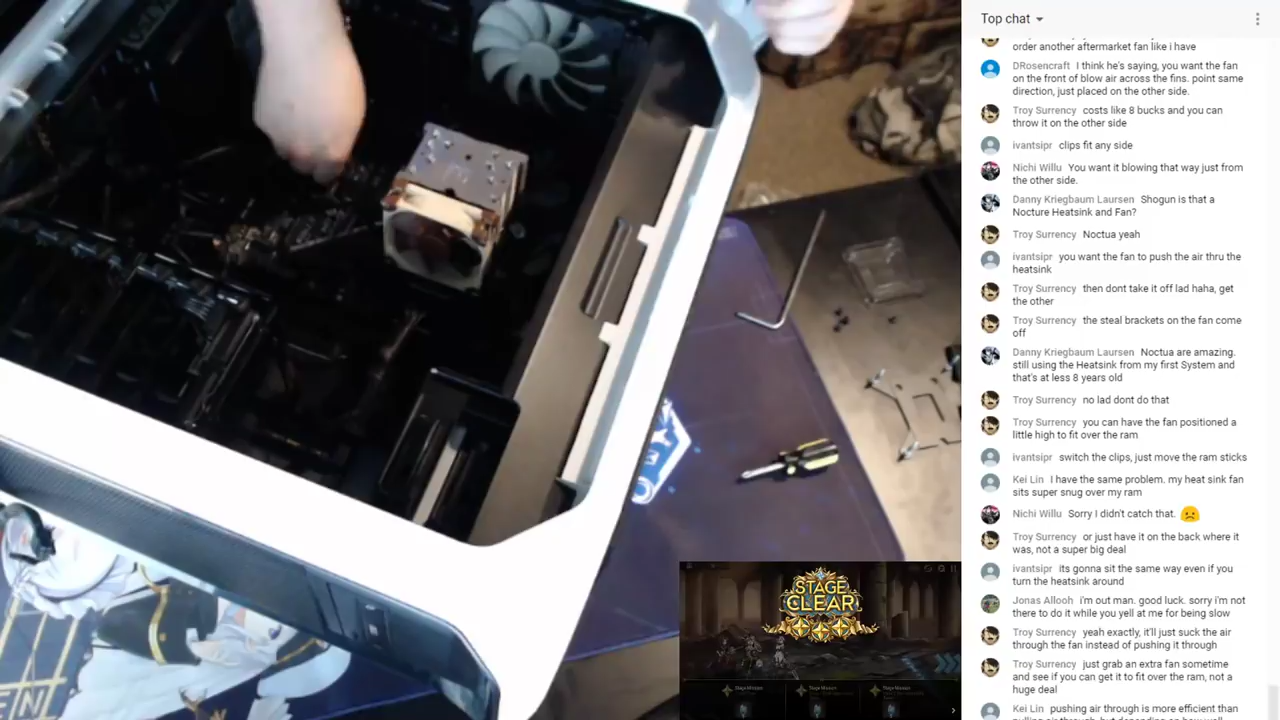 Top chat
order another aftermarket fan like i have
DRosencraft I think he's saying, you want the fan
on the front of blow air across the fins. point same
direction, just placed on the other side.
Troy Surrency costs like 8 bucks and you can
throw it on the other side
ivantsipr clips fit any side
Nichi Willu You want it blowing that way just from
the other side.
Danny Kriegbaum Laursen Shogun is that a
Nocture Heatsink and Fan?
Troy Surrency Noctua yeah
ivantsipr you want the fan to push the air thru the
heatsink
Troy Surrency then dont take it off lad haha, get
the other
Troy Surrency the steal brackets on the fan come
off
Danny Kriegbaum Laursen Noctua are amazing.
still using the Heatsink from my first System and
that's at less 8 years old
Troy Surrency no lad dont do that
Troy Surrency you can have the fan positioned a
little high to fit over the ram
ivantsipr switch the clips, just move the ram sticks
Kei Lin I have the same problem. my heat sink fan
sits super snug over my ram
Nichi Willu Sorry I didn't catch that.
Troy Surrency or just have it on the back where it
was, not a super big deal
ivantsipr its gonna sit the same way even if you
turn the heatsink around
Jonas Allooh i'm out man. good luck. sorry i'm not
there to do it while you yell at me for being slow
Troy Surrency yeah exactly, it'll just suck the air
through the fan instead of pushing it through
Troy Surrency just grab an extra fan sometime
and see if you can get it to fit over the ram, not a
huge deal
Kei Lin pushing air through is more efficient than
STAGE
CLEAR
Stage Mission
Stage Mission
Stage Mission